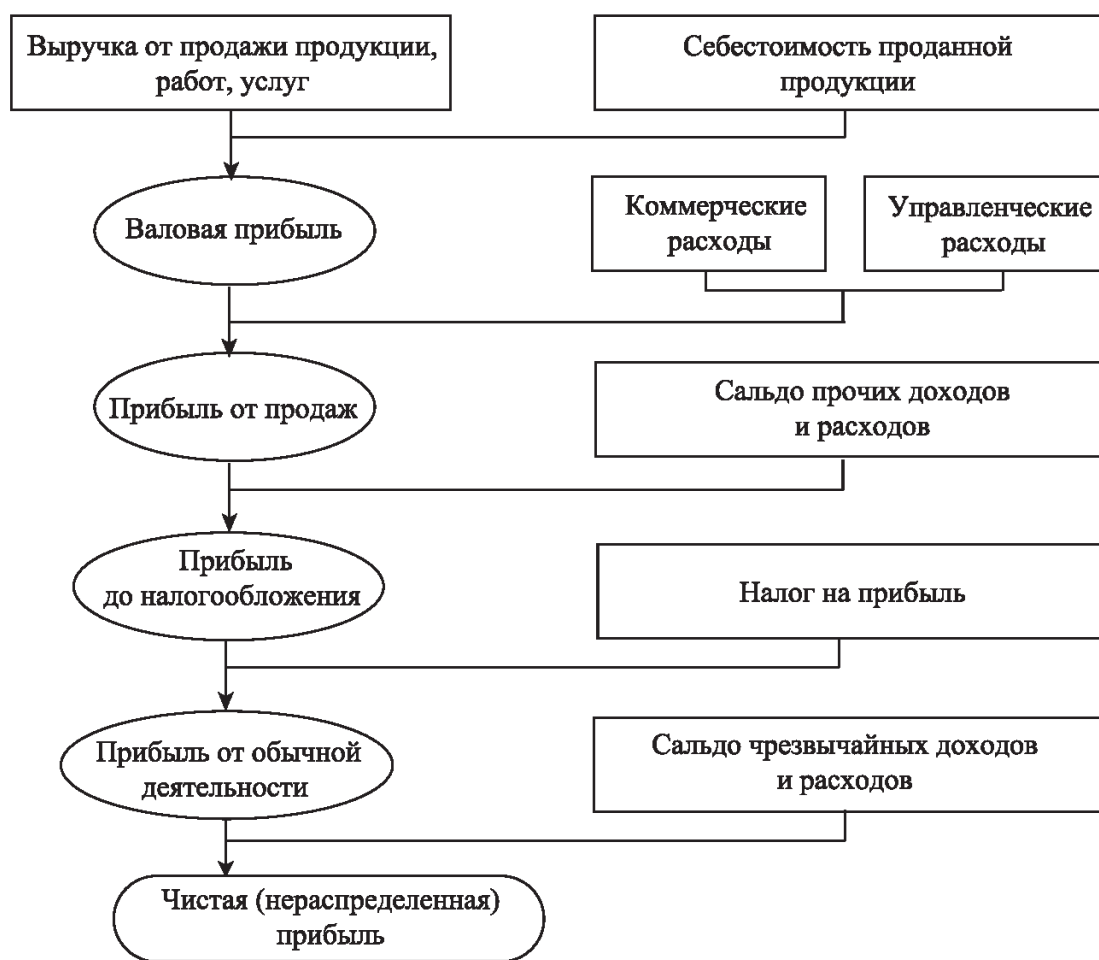 Выручка от продажи продукции,
работ, услуг
Себестоимость проданной
продукции
Валовая прибыль
Коммерческие
расходы
Управленческие
расходы
Прибыль от продаж
Сальдо прочих доходов
и расходов
Прибыль
до налогообложения
Налог на прибыль
Прибыль от обычной
деятельности
Сальдо чрезвычайных доходов
и расходов
Чистая (нераспределенная)
прибыль